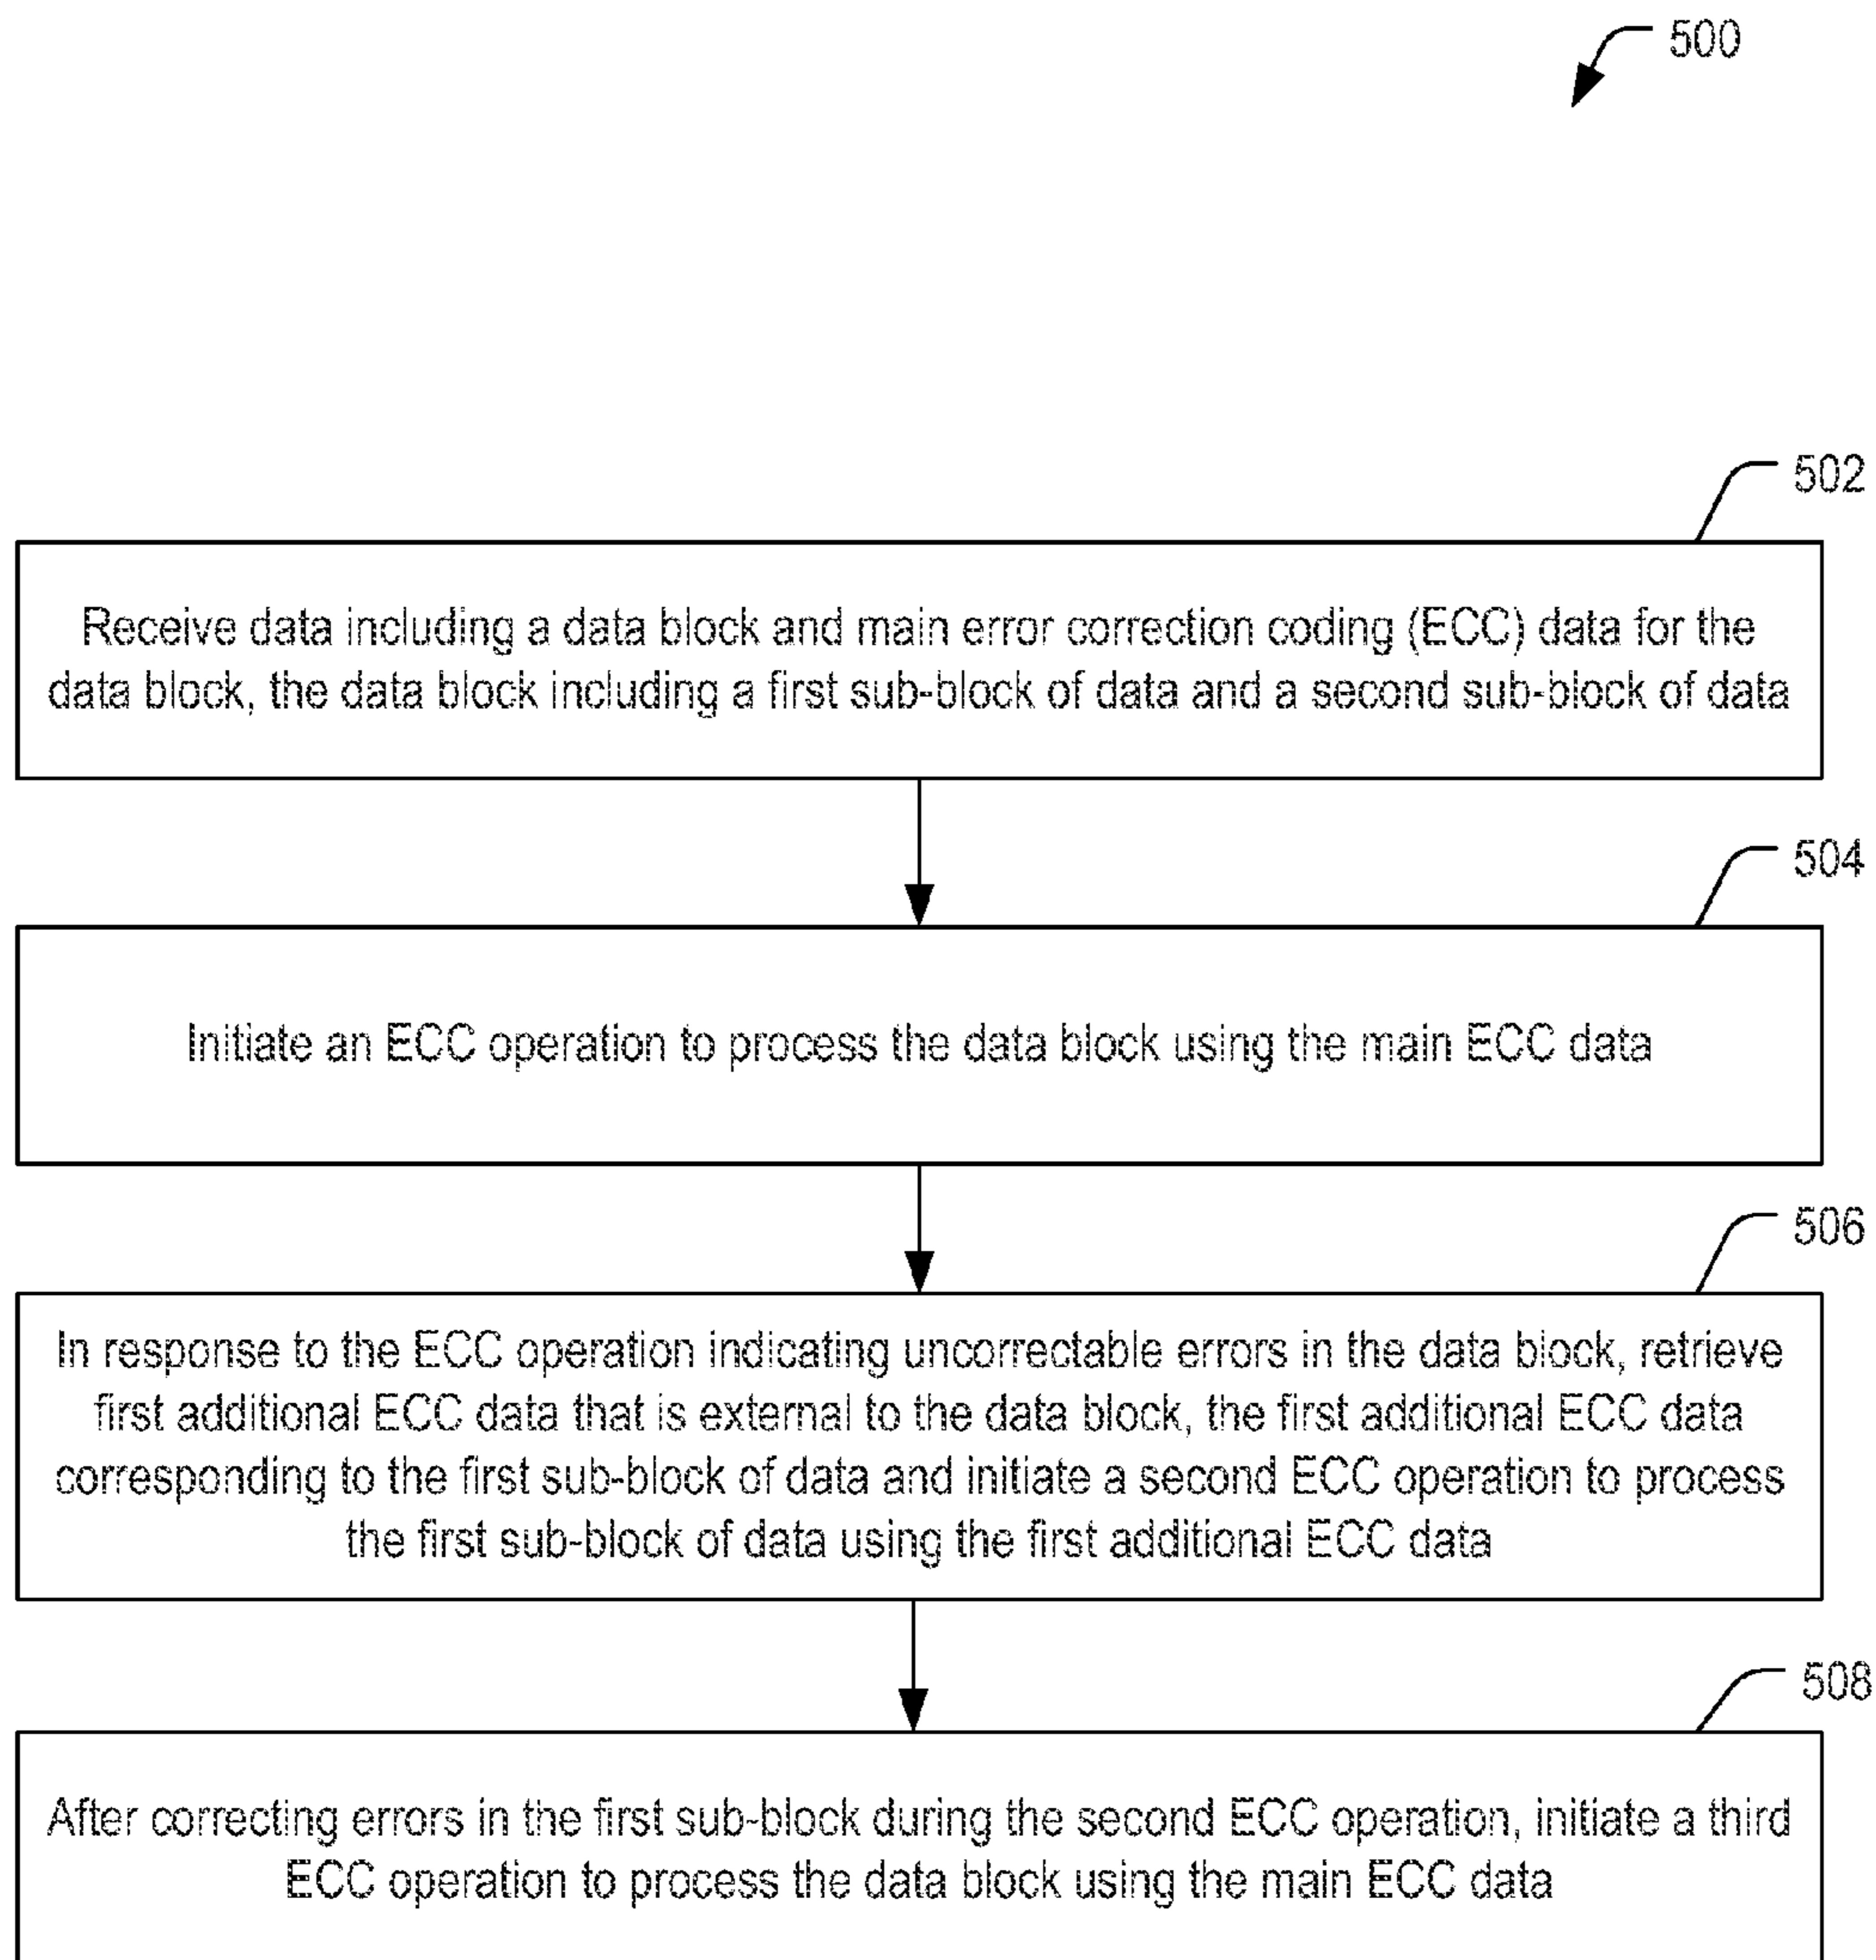 500
502
Receive data including a data block and main error correction coding (ECC) data for the
data block, the data block including a first sub-block of data and a second sub-block of data
504
Initiate an ECC operation to process the data block using the main ECC data
506
In response to the ECC operation indicating uncorrectable errors in the data block, retrieve
first additional ECC data that is external to the data block, the first additional ECC data
corresponding to the first sub-block of data and initiate a second ECC operation to process
the first sub-block of data using the first additional ECC data
508
After correcting errors in the first sub-block during the second ECC operation, initiate a third
ECC operation to process the data block using the main ECC data